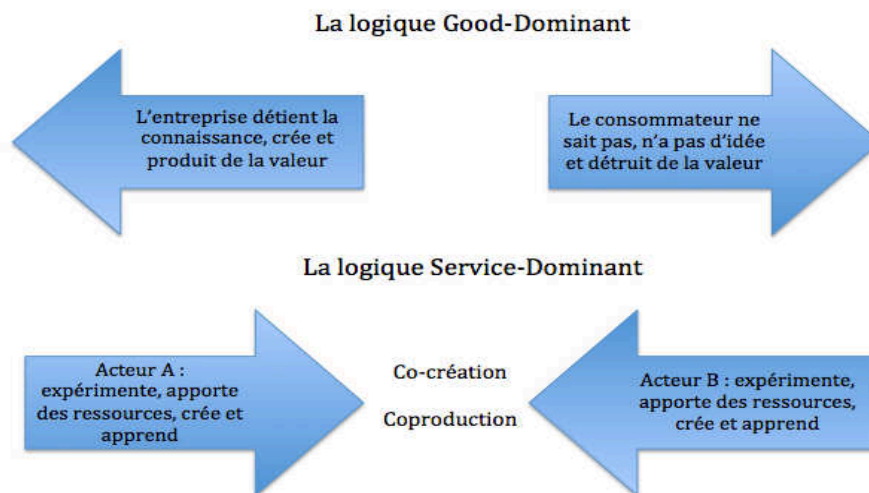 La logique Good-Dominant
L'entreprise détient la
connaissance, crée et
produit de la valeur
Le consommateur ne
sait pas, n'a pas d'idée
et détruit de la valeur
La logique Service-Dominant
Acteur A :
expérimente, apporte
des ressources, crée et
apprend
Co-création
Coproduction
Acteur B : expérimente,
apporte des ressources,
crée et apprend